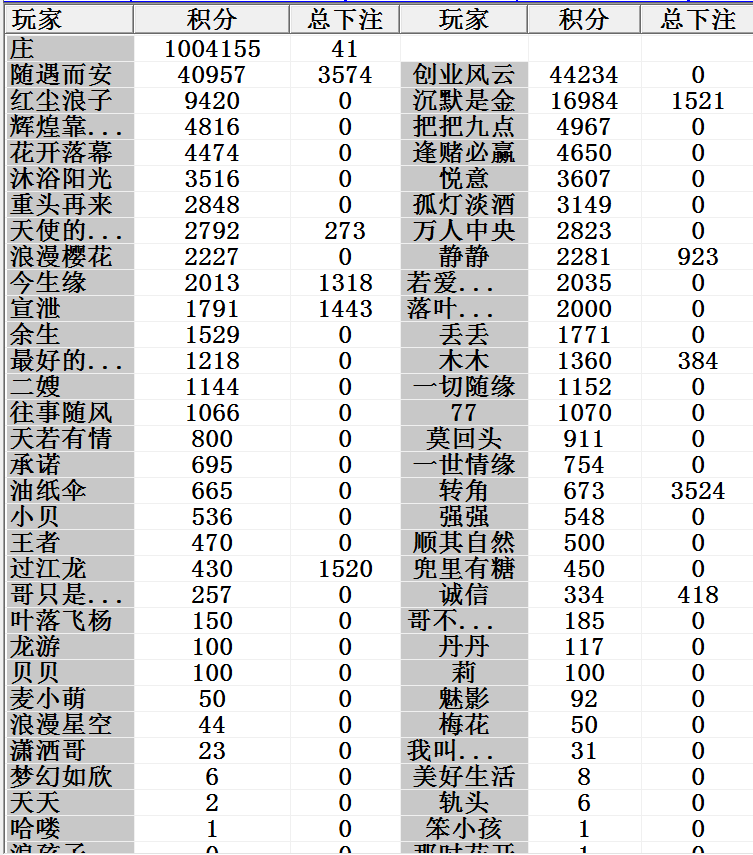 玩家 积分 总下注 玩家 积分 总下注
庄 1004155 41
随遇而安 40957 3574 创业风云 44234 0
红尘浪子 9420 0 沉默是金 16984 1521
辉煌靠... 4816 0 把把九点 4967 0
花开落幕 4474 0 逢赌必赢 4650 0
沐浴阳光 3516 0 悦意 3607 0
重头再来 2848 0 孤灯淡酒 3149 0
天使的... 2792 273 万人中央 2823 0
浪漫樱花 2227 0 静静 2281 923
今生缘 2013 1318 若爱... 2035 0
宣泄 1791 1443 落叶... 2000 0
余生 1529 0 丢丢 1771 0
最好的... 1218 0 木木 1360 384
二嫂 1144 0 一切随缘 1152 0
往事随风 1066 0 77 1070 0
天若有情 800 0 莫回头 911 0
承诺 695 0 一世情缘 754 0
油纸伞 665 0 转角 673 3524
小贝 536 0 强强 548 0
王者 470 0 顺其自然 500 0
过江龙 430 1520 兜里有糖 450 0
哥只是... 257 0 诚信 334 418
叶落飞杨 150 0 哥不... 185 0
龙游 100 0 丹丹 117 0
贝贝 100 0 莉 100 0
麦小萌 50 0 魅影 92 0
浪漫星空 44 0 梅花 50 0
潇洒哥 23 0 我叫... 31 0
梦幻如欣 6 0 美好生活 8 0
天天 2 0 轨头 6 0
哈喽 1 0 笨小孩 1 0
浪孩子 0 0 那时花开 1 0